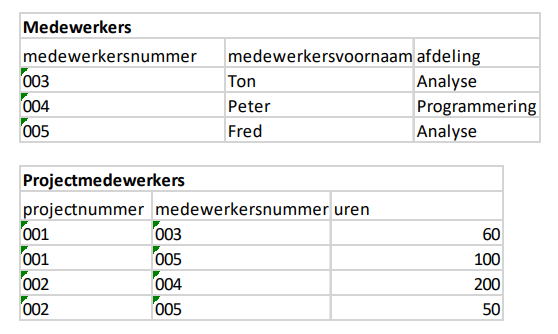 Medewerkers
medewerkersnummer medewerkersvoornaam afdeling
003 Ton Analyse
004 Peter Programmering
005 Fred Analyse
Projectmedewerkers
projectnummer medewerkersnummer uren
001 003 60
001 005 100
002 004 200
002 005 50